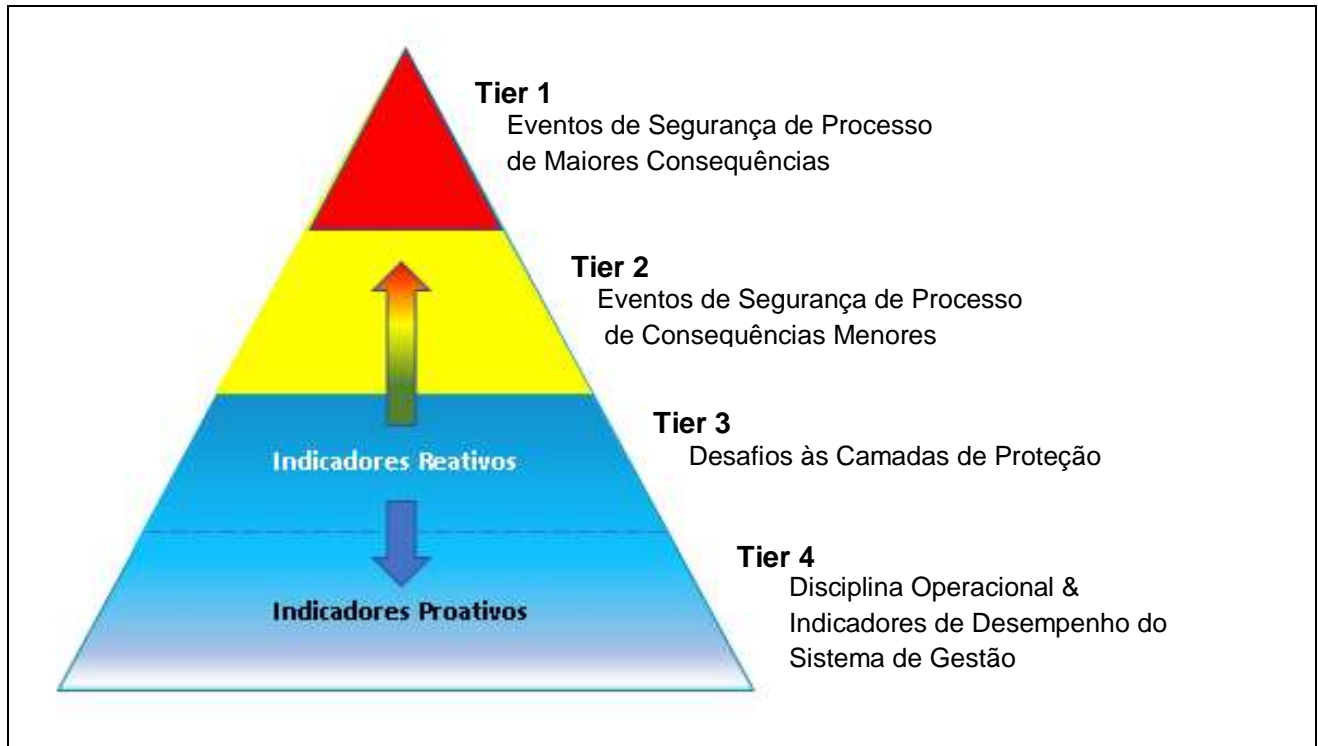 Tier 1
Eventos de Segurança de Processo
de Maiores Consequências
Tier 2
Eventos de Segurança de Processo
de Consequências Menores
Tier 3
Desafios às Camadas de Proteção
Indicadores Reativos
Tier 4
Disciplina Operacional &
Indicadores de Desempenho do
Sistema de Gestão
Indicadores Proativos